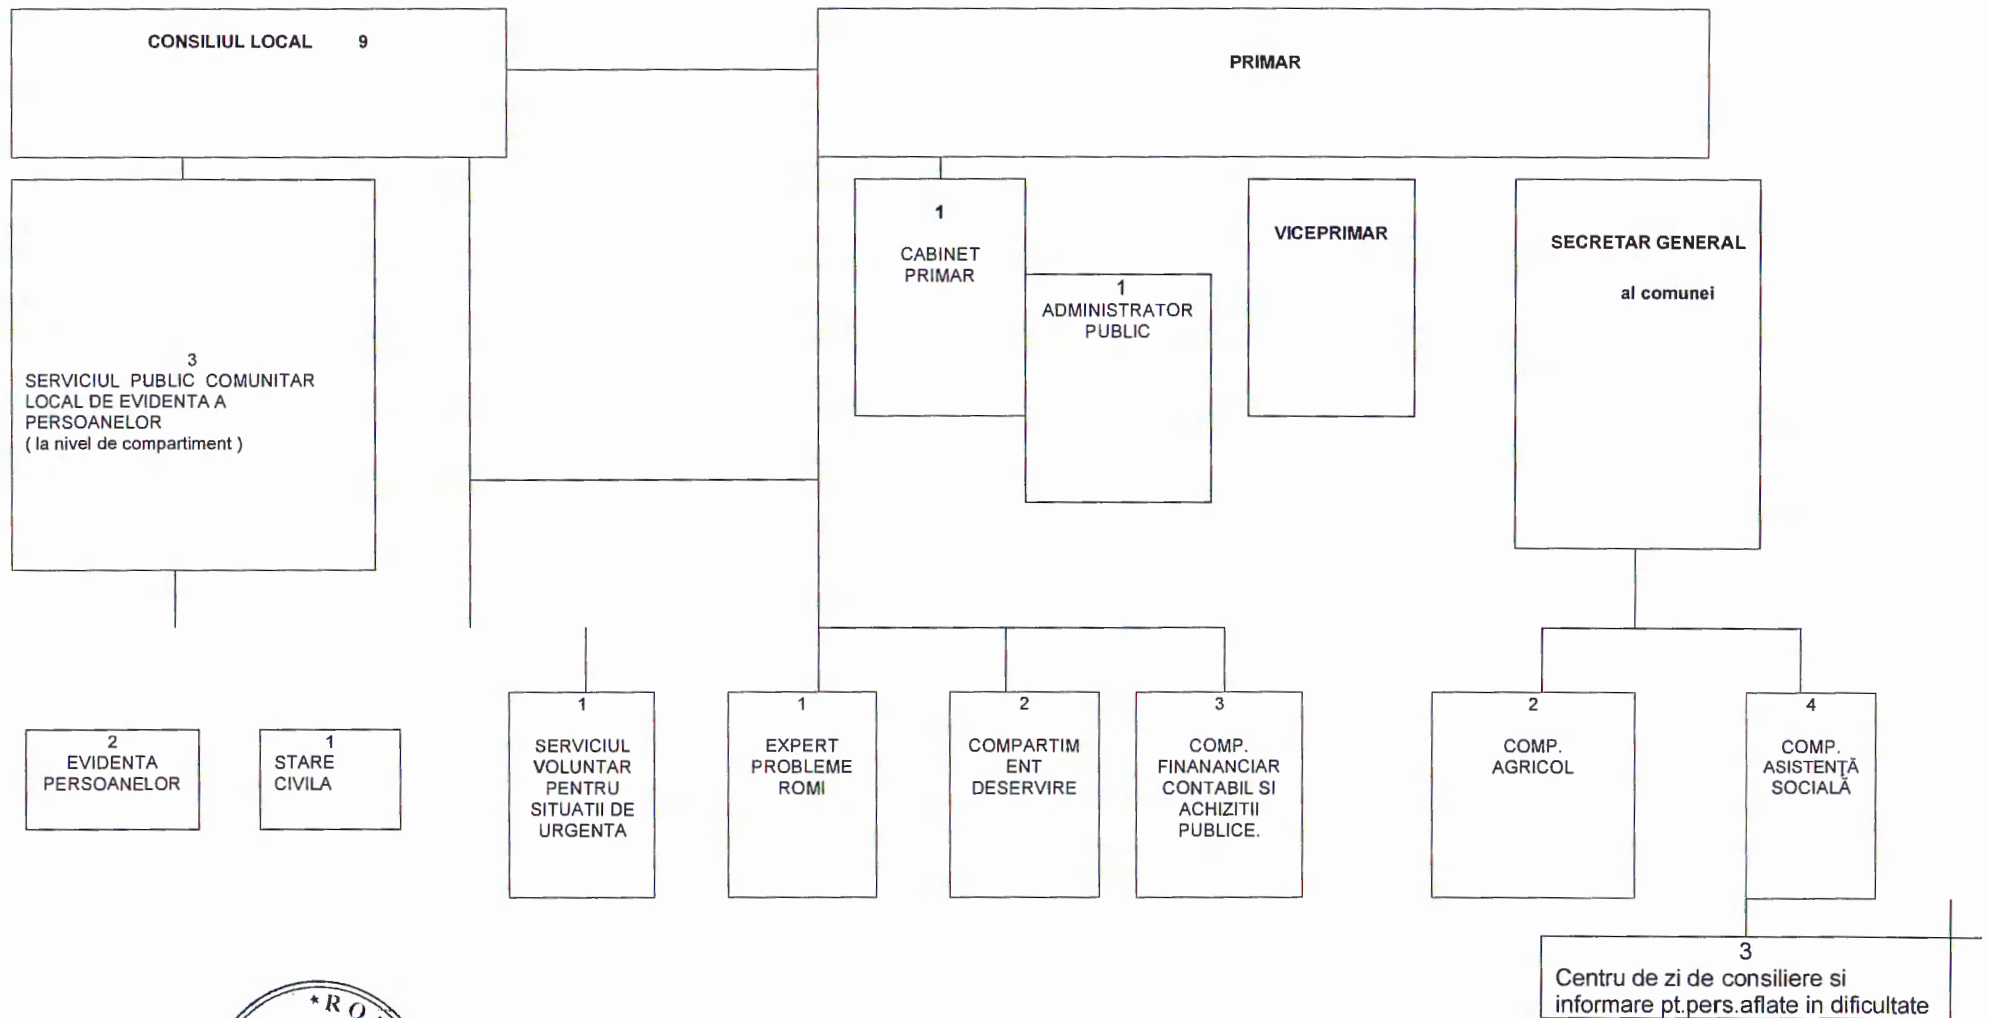 CONSILIUL LOCAL 9
PRIMAR
1
CABINET
PRIMAR
1
ADMINISTRATOR
PUBLIC
VICEPRIMAR
SECRETAR GENERAL
al comunei
3
SERVICIUL PUBLIC COMUNITAR
LOCAL DE EVIDENTA A
PERSOANELOR
( la nivel de compartiment )
2
EVIDENTA
PERSOANELOR
1
STARE
CIVILA
1
SERVICIUL
VOLUNTAR
PENTRU
SITUATII DE
URGENTA
1
EXPERT
PROBLEME
ROMI
2
COMPARTIM
ENT
DESERVIRE
3
COMP.
FINANANCIAR
CONTABIL SI
ACHIZITII
PUBLICE.
2
COMP.
AGRICOL
4
COMP.
ASISTENŢĂ
SOCIALĂ
3
Centru de zi de consiliere si
informare pt.pers.aflate in dificultate